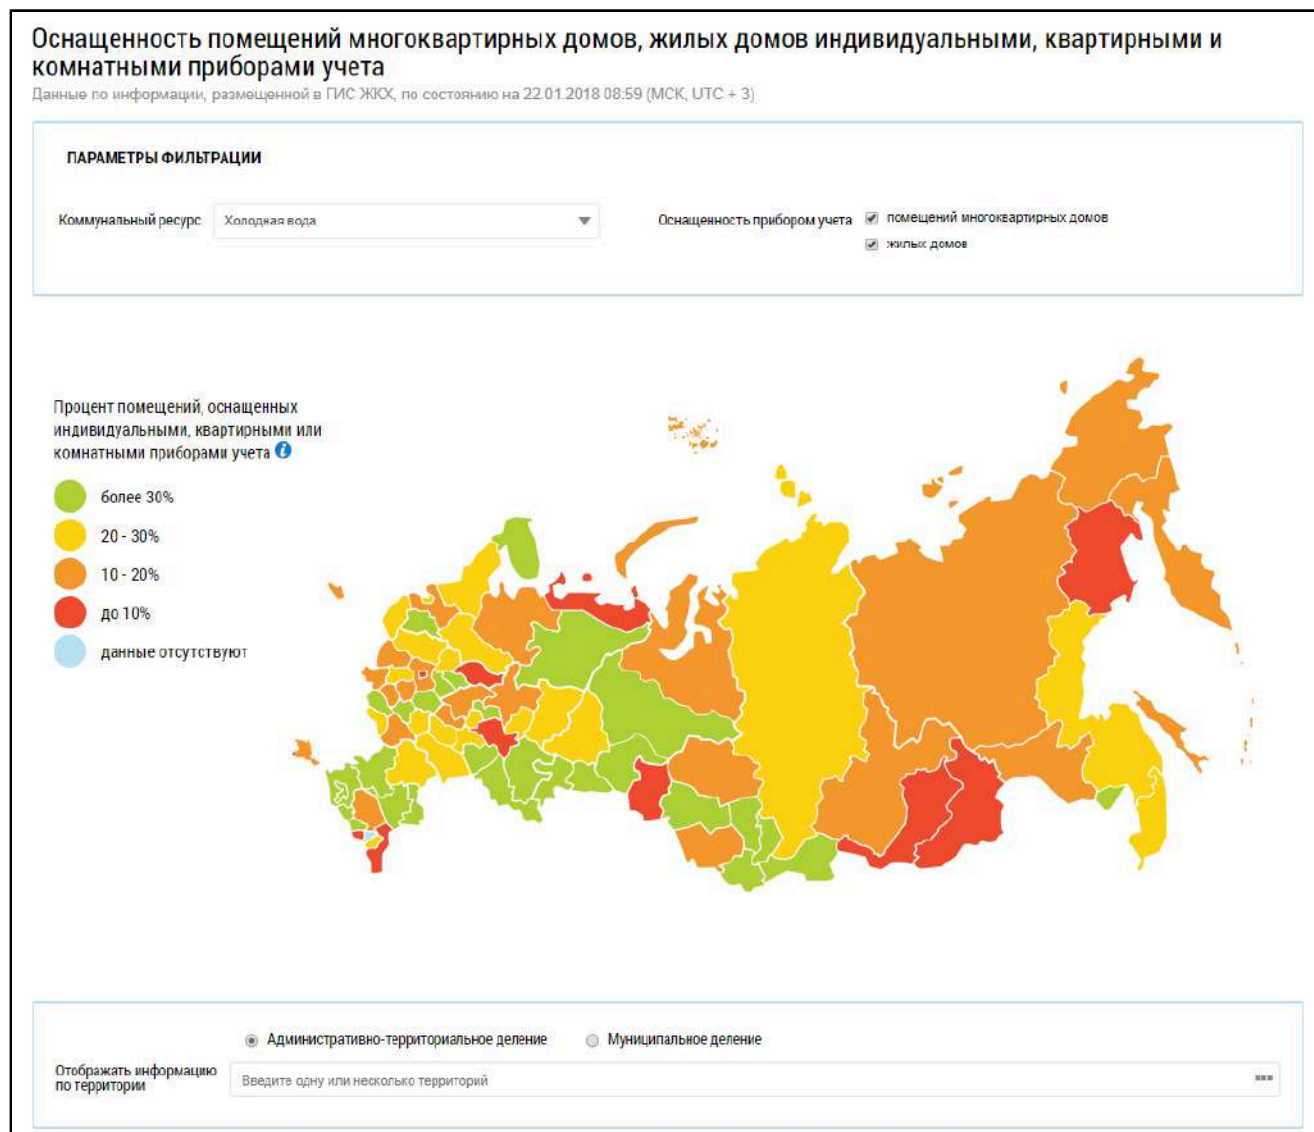 Оснащенность помещений многоквартирных домов, жилых домов индивидуальными, квартирными и
комнатными приборами учета
Данные по информации, размещенной в ГИС ЖКХ, по состоянию на 22.01.2018 08:59 (МСК, UTC + 3)
ПАРАМЕТРЫ ФИЛЬТРАЦИИ
Коммунальный ресурс Холодная вода Оснащенность прибором учета помещений многоквартирных домов
жилых домов
Процент помещений, оснащенных
индивидуальными, квартирными или
комнатными приборами учета i
более 30%
20 - 30%
10 - 20%
до 10%
данные отсутствуют
Административно-территориальное деление Муниципальное деление
Отображать информацию
по территории
Введите одну или несколько территорий